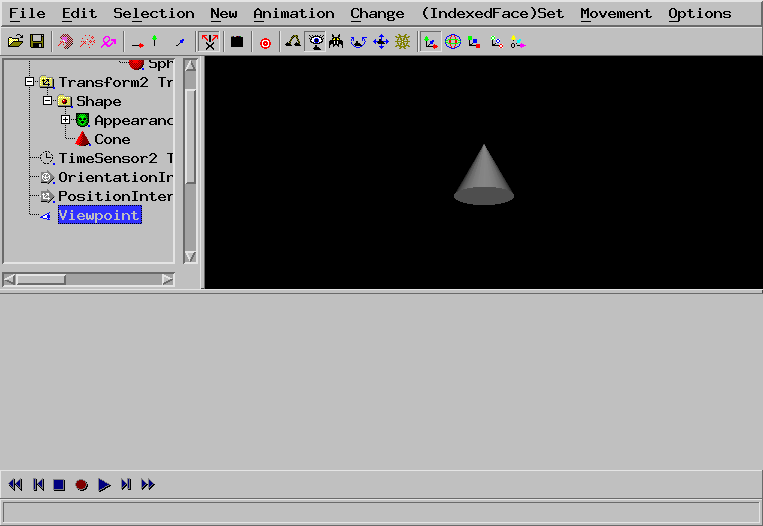 File Edit Selection New Animation Change (IndexedFace)Set Movement Options
Sph
Transform2 Tr
Shape
Appearanc
Cone
TimeSensor2 T
OrientationIn
PositionInter
Viewpoint